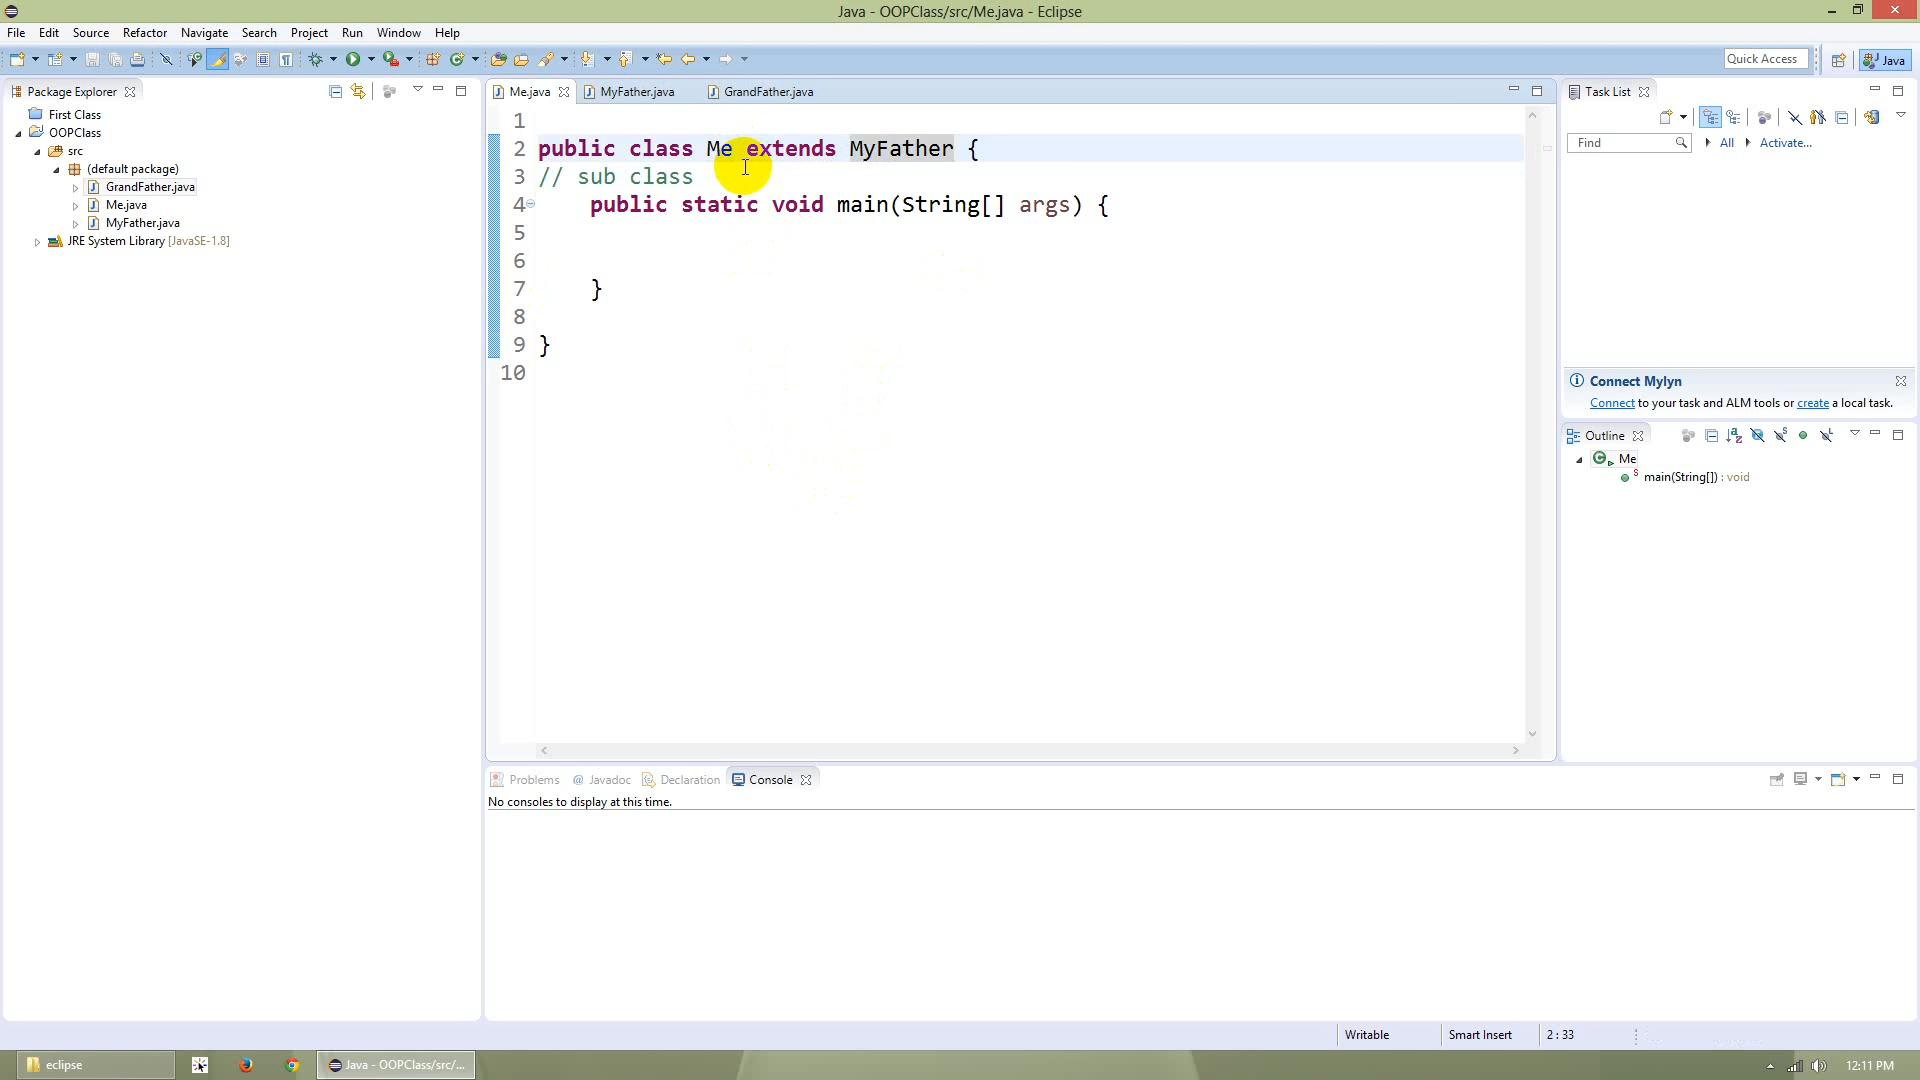 Java - OOPClass/src/Me.java - Eclipse
File Edit Source Refactor Navigate Search Project Run Window Help
Quick Access
Java
Package Explorer
First Class
OOPClass
src
(default package)
GrandFather.java
Me.java
MyFather.java
JRE System Library [JavaSE-1.8]
Me.java MyFather.java GrandFather.java
1
2 public class Me extends MyFather {
3 // sub class
4 public static void main(String[] args) {
5
6
7 }
8
9 }
10
Task List
Find All Activate...
Connect Mylyn
Connect to your task and ALM tools or create a local task.
Outline
Me
main(String[]) : void
Problems @ Javadoc Declaration Console
No consoles to display at this time.
Writable Smart Insert 2 : 33
eclipse Java - OOPClass/src/... 12:11 PM